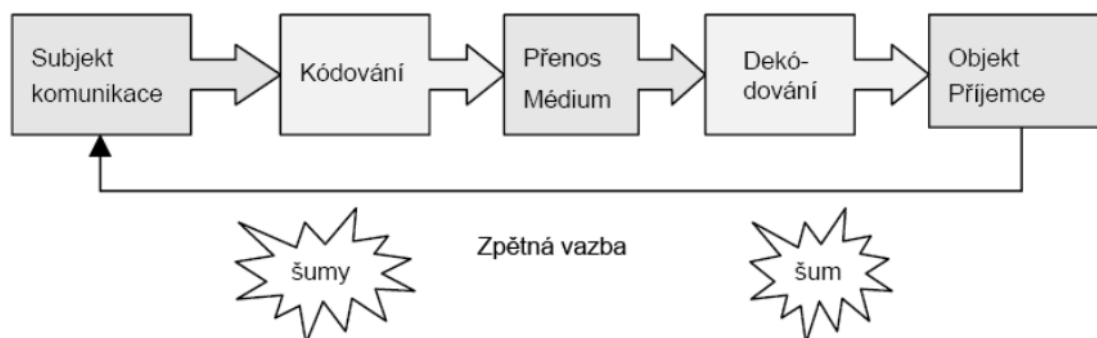 Subjekt
komunikace
Kódování
Přenos
Médium
Dekó-
dování
Objekt
Příjemce
Zpětná vazba
šumy
šum